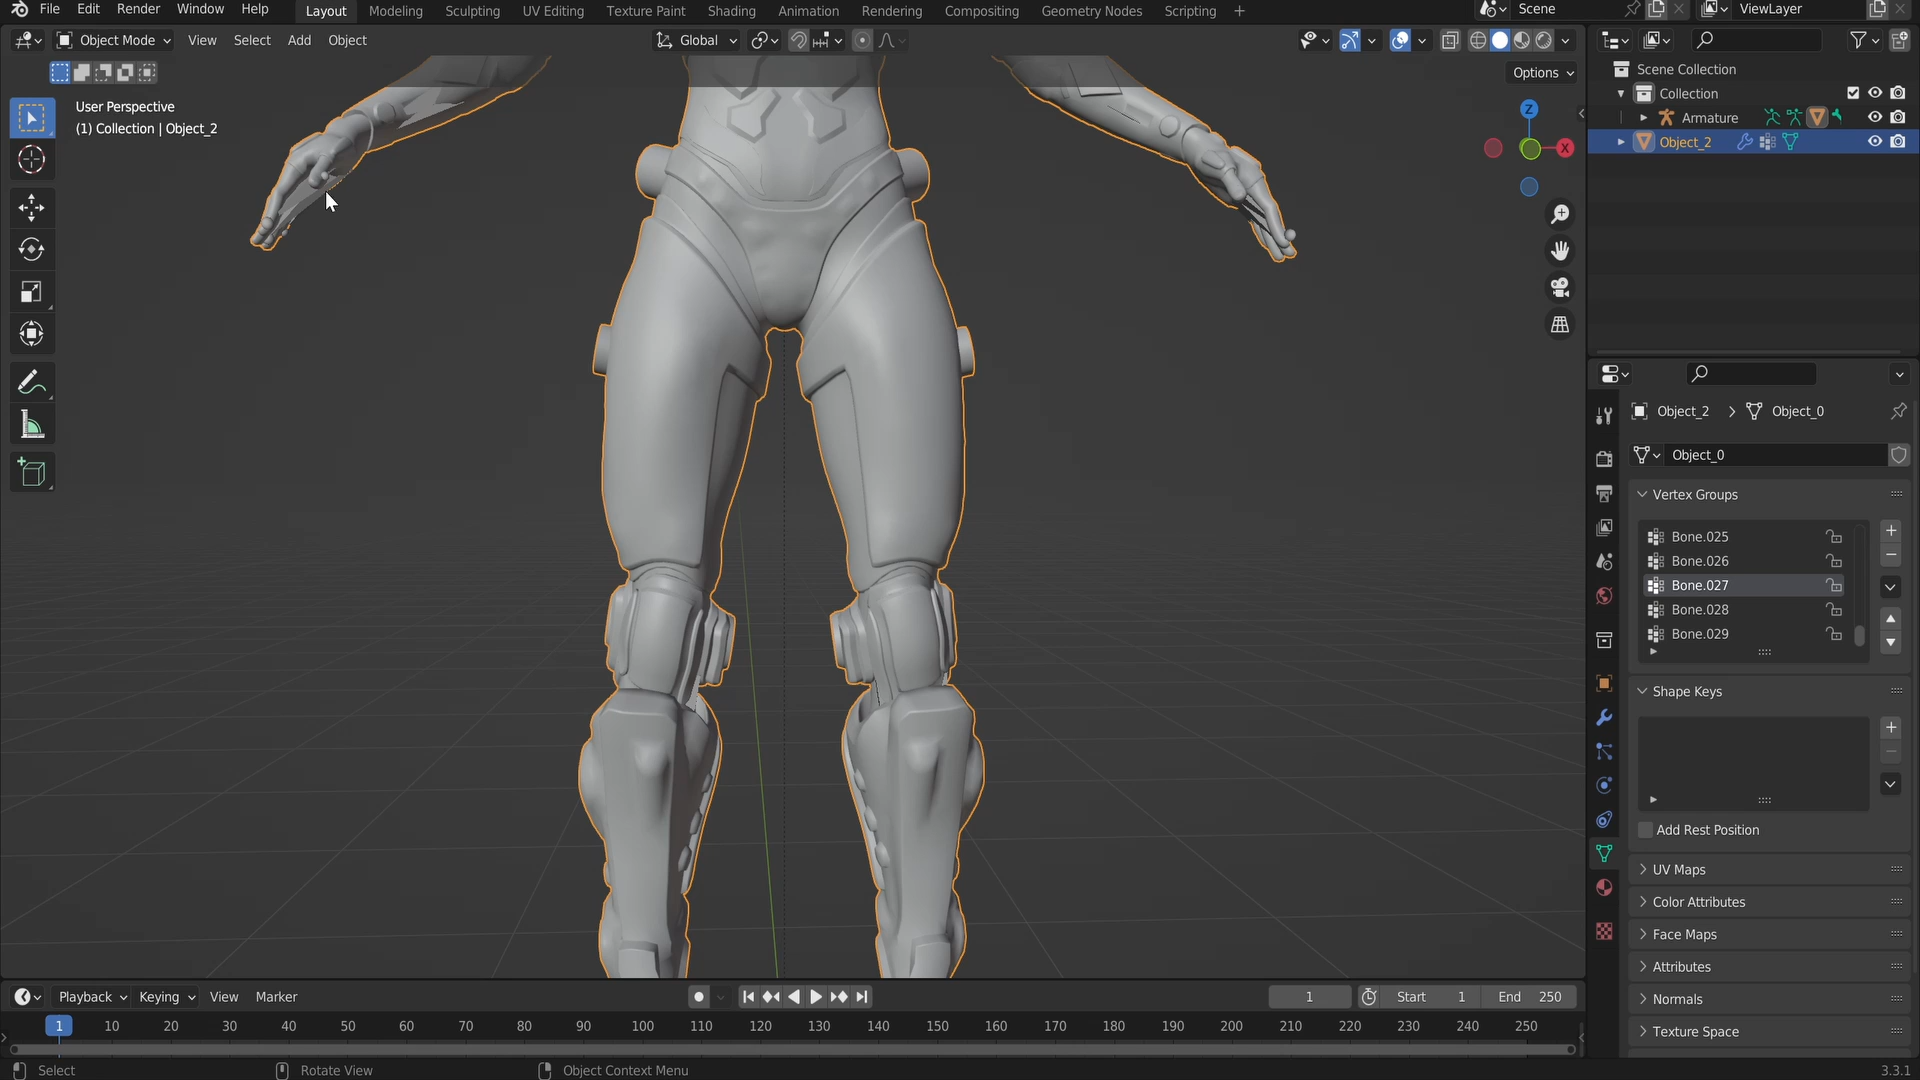 File Edit Render Window Help Layout Modeling Sculpting UV Editing Texture Paint Shading Animation Rendering Compositing Geometry Nodes Scripting + Scene ViewLayer
Object Mode View Select Add Object Global
Options
User Perspective
(1) Collection | Object_2
Z
X
Scene Collection
Collection
Armature
Object_2
Object_2 > Object_0
Object_0
Vertex Groups
Bone.025
Bone.026
Bone.027
Bone.028
Bone.029
Shape Keys
Add Rest Position
UV Maps
Color Attributes
Face Maps
Attributes
Normals
Texture Space
Playback Keying View Marker 1 Start 1 End 250
1 10 20 30 40 50 60 70 80 90 100 110 120 130 140 150 160 170 180 190 200 210 220 230 240 250
Select Rotate View Object Context Menu 3.3.1